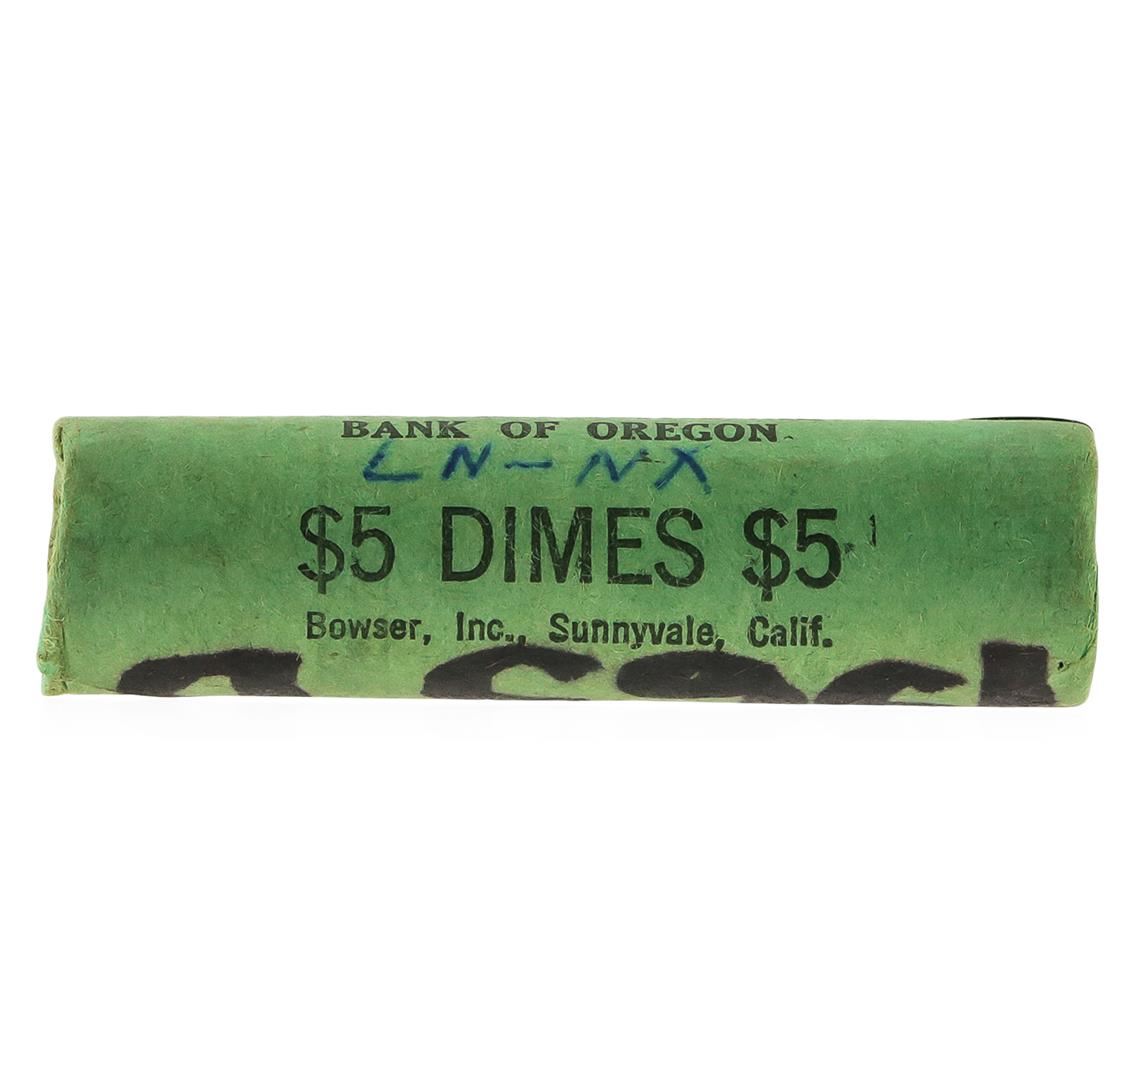 BANK OF OREGON
LN-NX
$5 DIMES $5
Bowser, Inc., Sunnyvale, Calif.